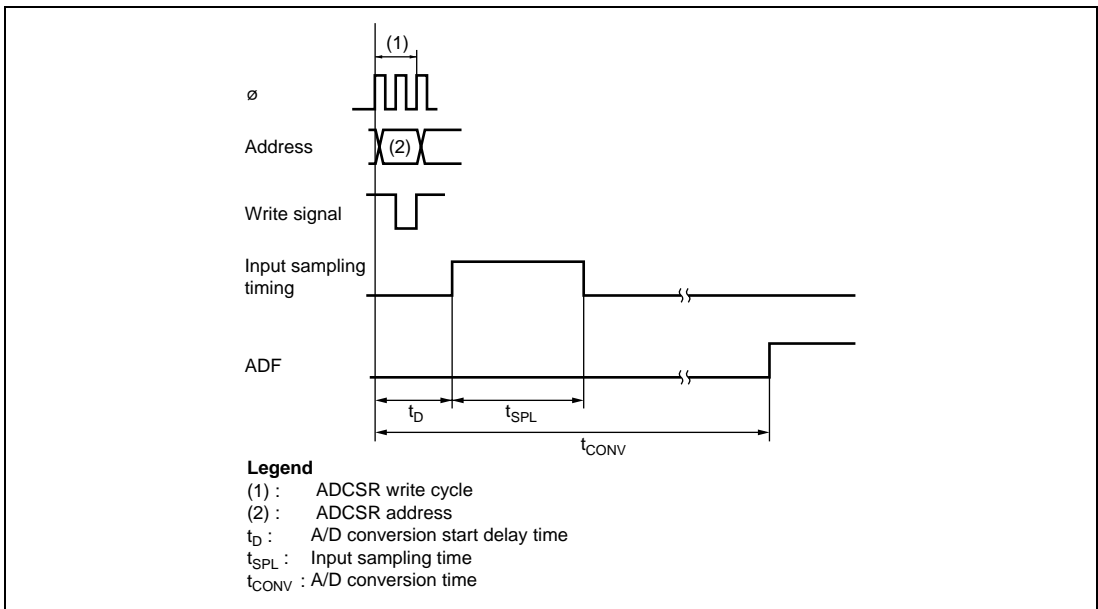 (1)
ø
Address
(2)
Write signal
Input sampling
timing
ADF
tD
tSPL
tCONV
Legend
(1) : ADCSR write cycle
(2) : ADCSR address
tD : A/D conversion start delay time
tSPL : Input sampling time
tCONV : A/D conversion time